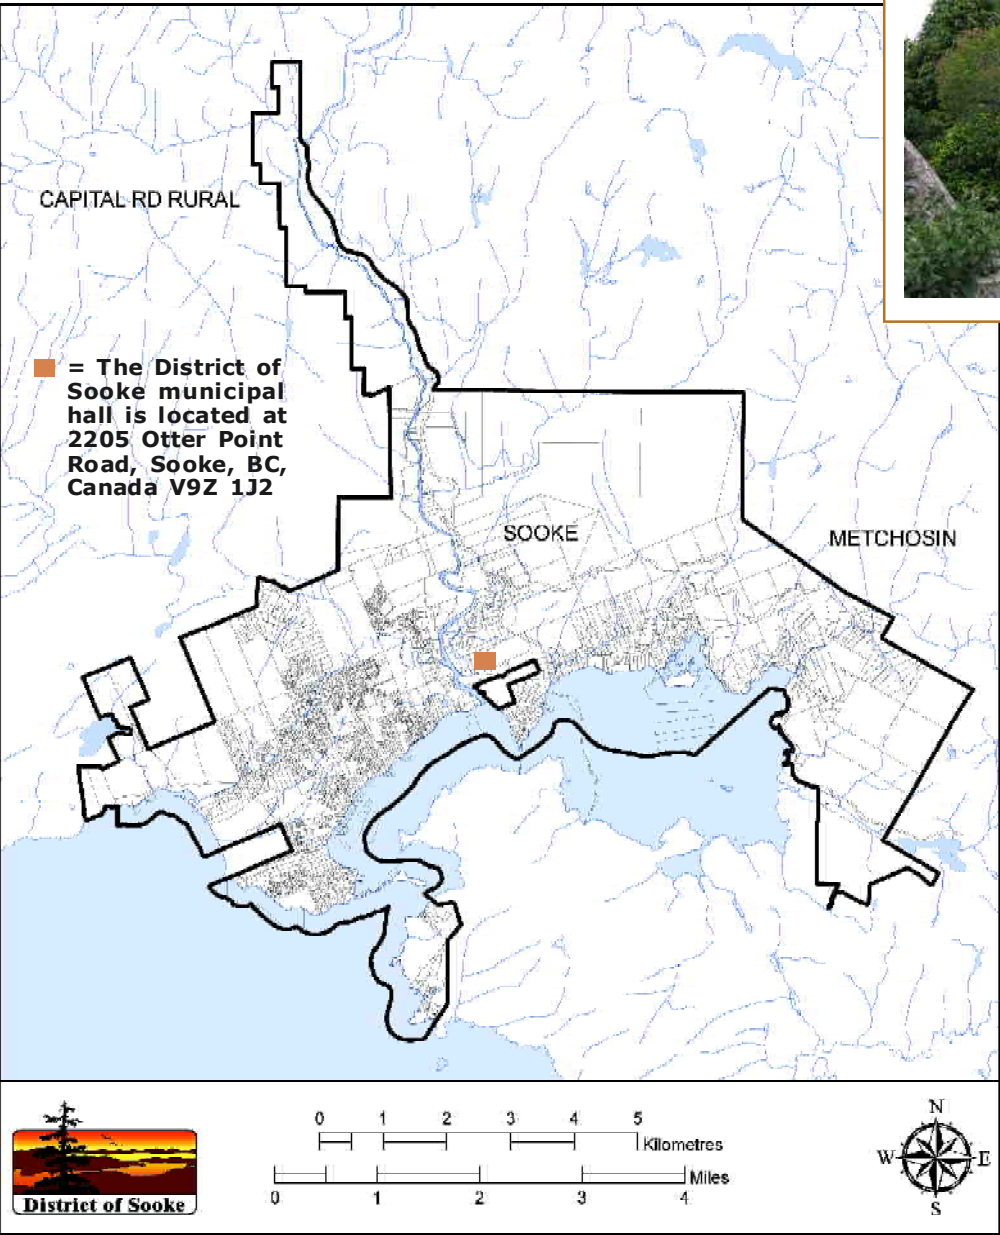 CAPITAL RD RURAL
= The District of
Sooke municipal
hall is located at
2205 Otter Point
Road, Sooke, BC,
Canada V9Z 1J2
SOOKE
METCHOSIN
0 1 2 3 4 5
Kilometres
Miles
0 1 2 3 4
District of Sooke
N
W E
S